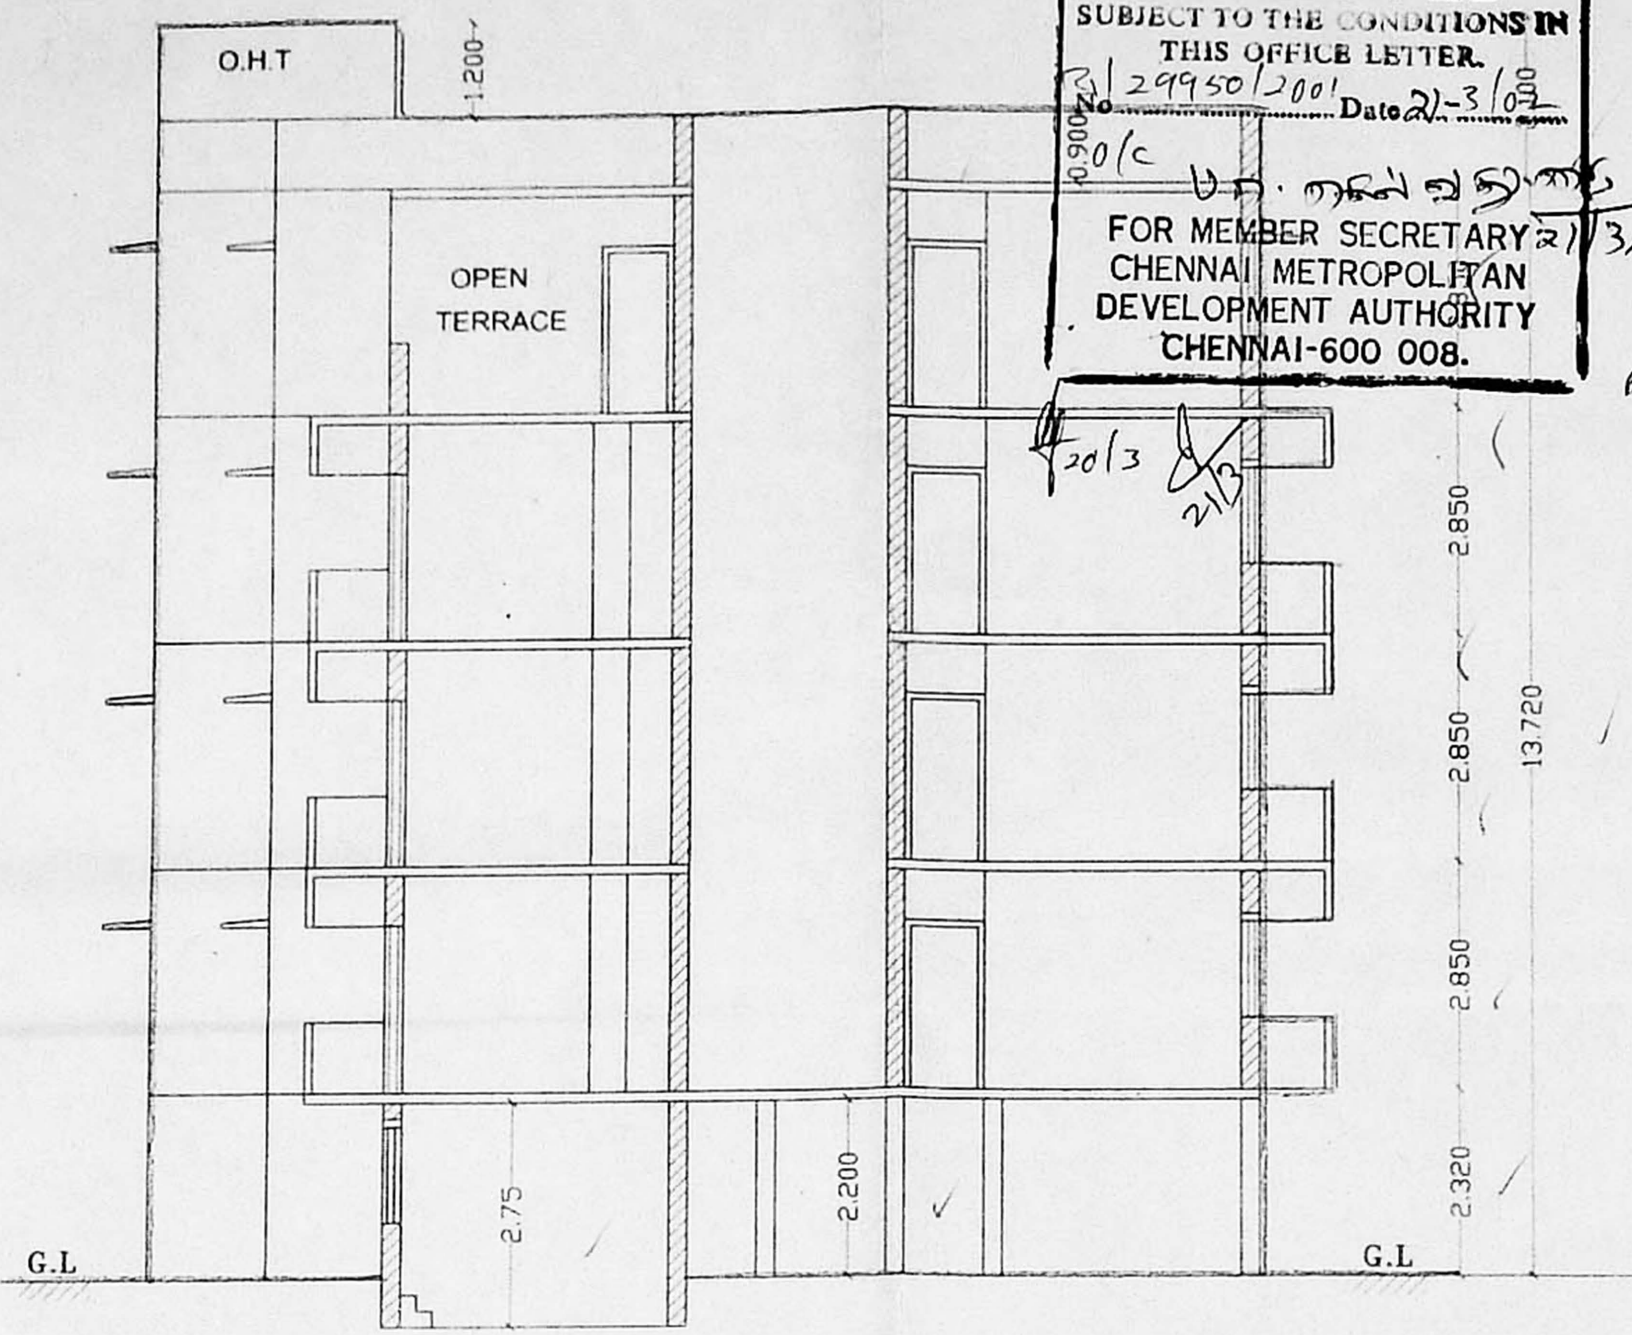 O.H.T
1.200
SUBJECT TO THE CONDITIONS IN
THIS OFFICE LETTER.
No 29950/2001 Date 21-3/02
0.900
O/C
FOR MEMBER SECRETARY 21/3/
CHENNAI METROPOLITAN
DEVELOPMENT AUTHORITY
CHENNAI-600 008.
OPEN
TERRACE
20/3
21/3
2.850
2.850
13.720
2.850
2.75
2.200
2.320
G.L
G.L